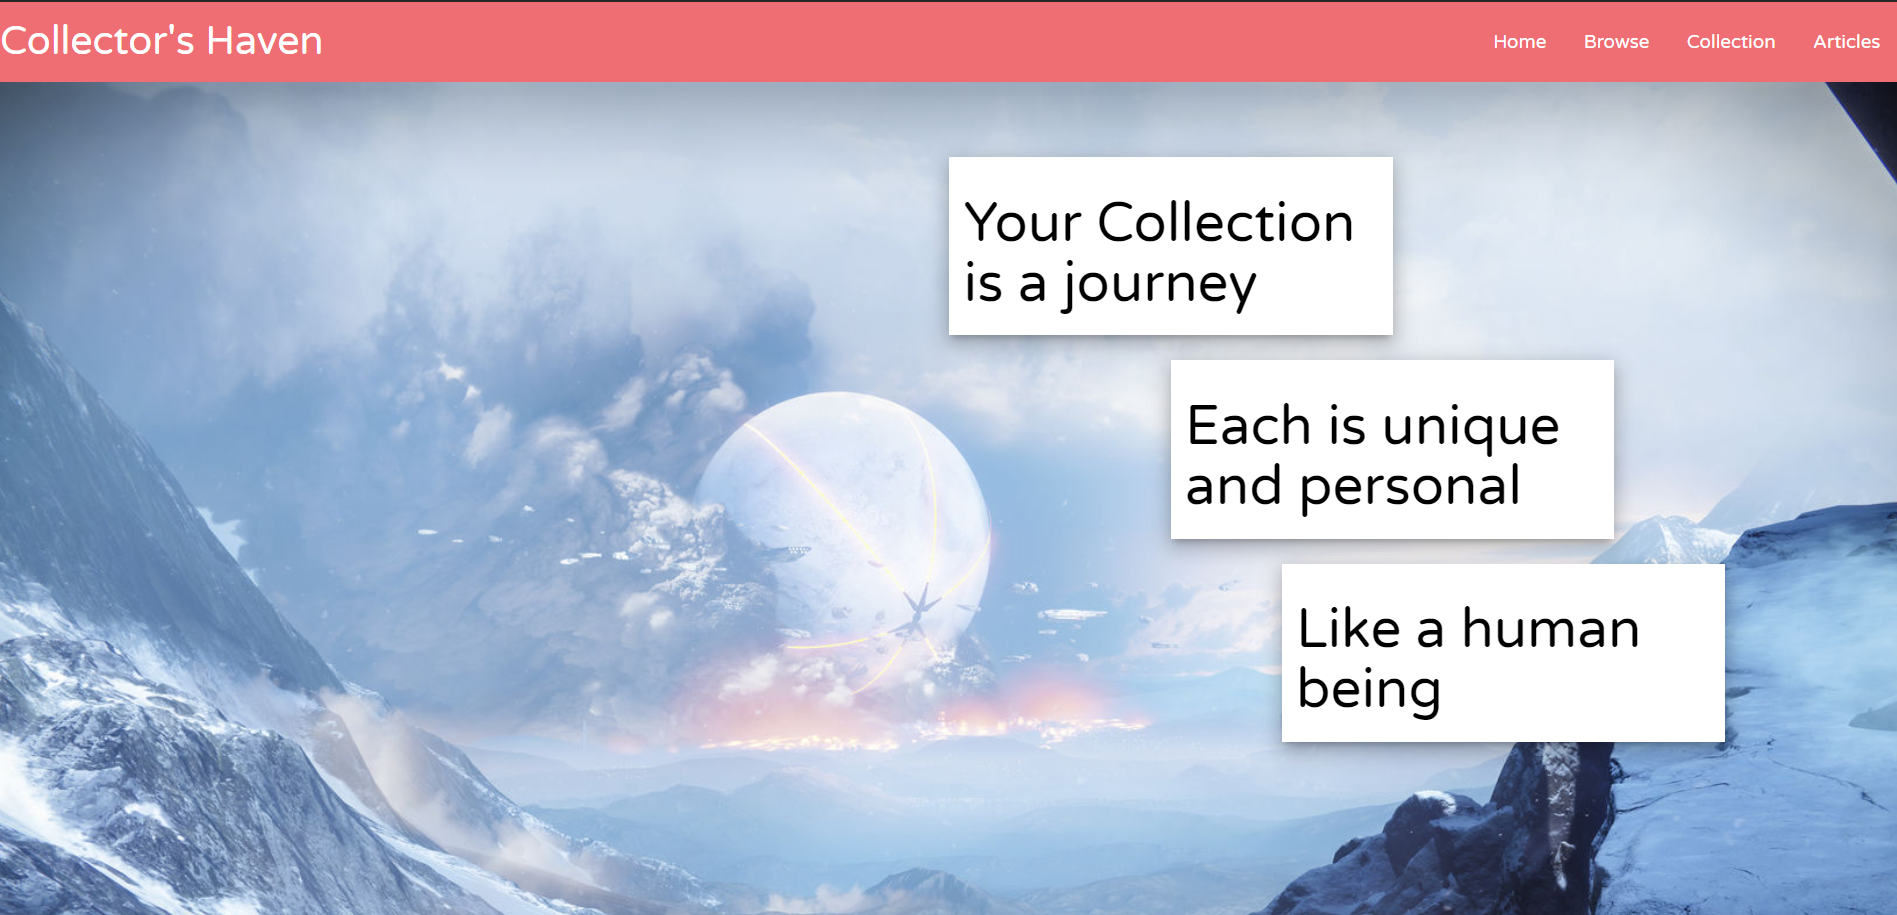 Collector's Haven
Home Browse Collection Articles
Your Collection
is a journey
Each is unique
and personal
Like a human
being